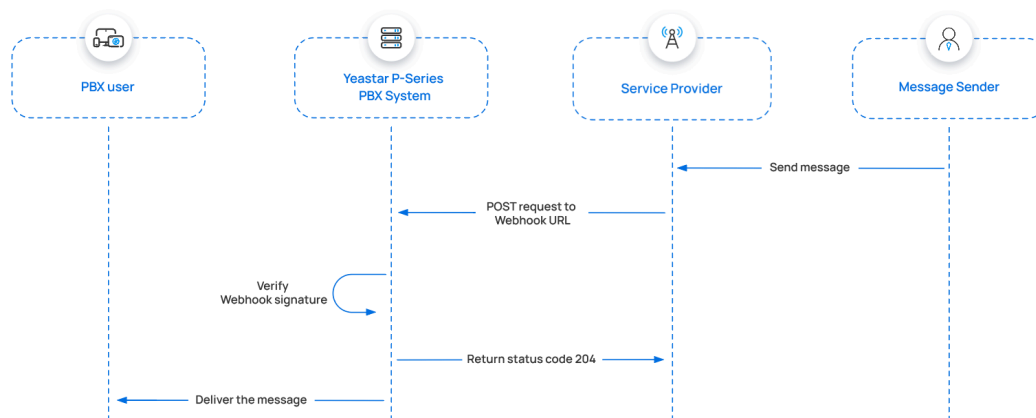 PBX user
Yeastar P-Series
PBX System
Service Provider
Message Sender
Send message
POST request to
Webhook URL
Verify
Webhook signature
Return status code 204
Deliver the message